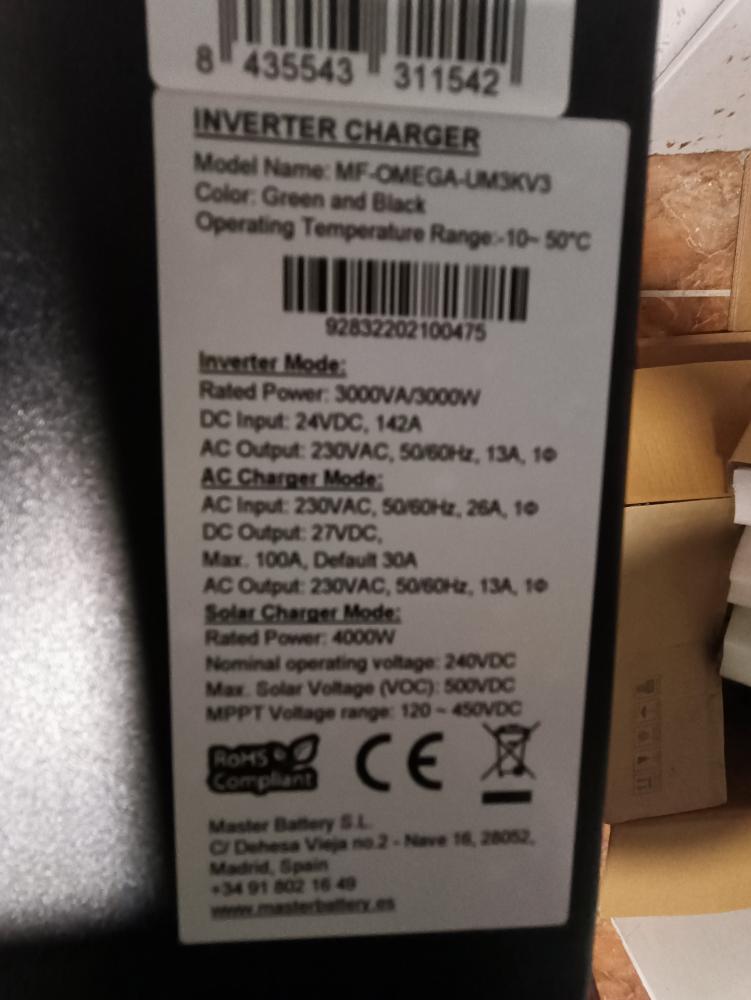 8 435543 311542
INVERTER CHARGER
Model Name: MF-OMEGA-UM3KV3
Color: Green and Black
Operating Temperature Range:-10~ 50°C
92832202100475
Inverter Mode:
Rated Power: 3000VA/3000W
DC Input: 24VDC, 142A
AC Output: 230VAC, 50/60Hz, 13A, 1Φ
AC Charger Mode:
AC Input: 230VAC, 50/60Hz, 26A, 1Φ
DC Output: 27VDC,
Max. 100A, Default 30A
AC Output: 230VAC, 50/60Hz, 13A, 1Φ
Solar Charger Mode:
Rated Power: 4000W
Nominal operating voltage: 240VDC
Max. Solar Voltage (VOC): 500VDC
MPPT Voltage range: 120 ~ 450VDC
RoHS
Compliant
CE
Master Battery S.L.
C/ Dehesa Vieja no.2 - Nave 16, 28052,
Madrid, Spain
+34 91 802 16 49
www.masterbattery.es